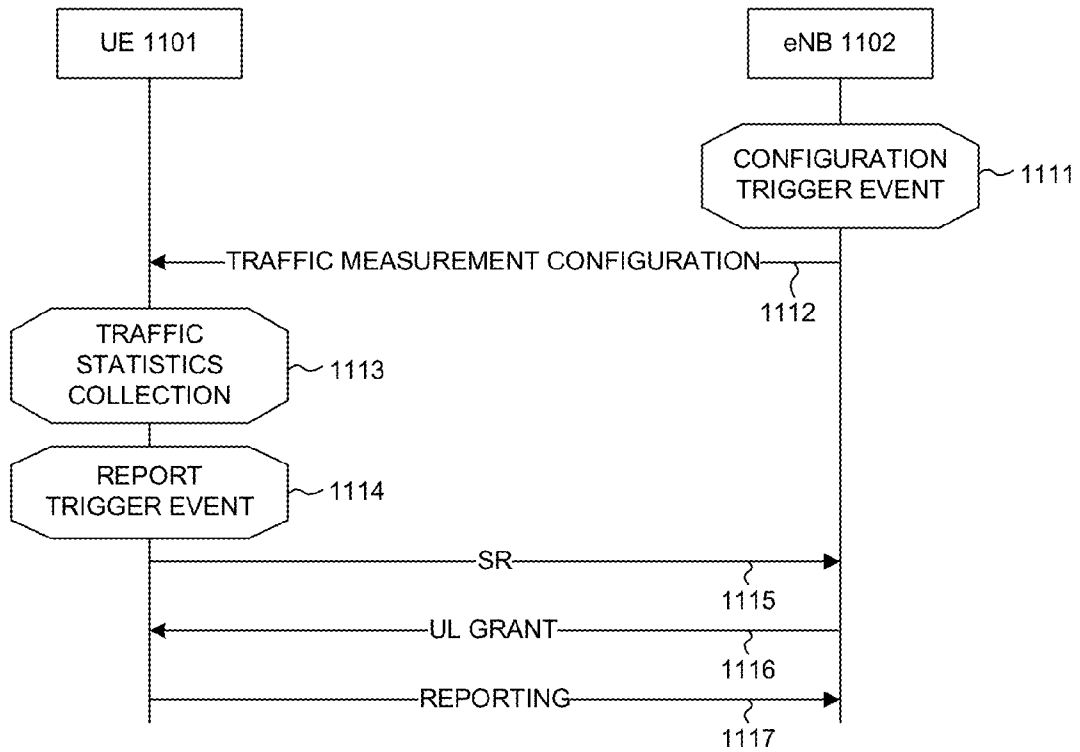 UE 1101
eNB 1102
CONFIGURATION
TRIGGER EVENT
1111
TRAFFIC MEASUREMENT CONFIGURATION
1112
TRAFFIC
STATISTICS
COLLECTION
1113
REPORT
TRIGGER EVENT
1114
SR
1115
UL GRANT
1116
REPORTING
1117